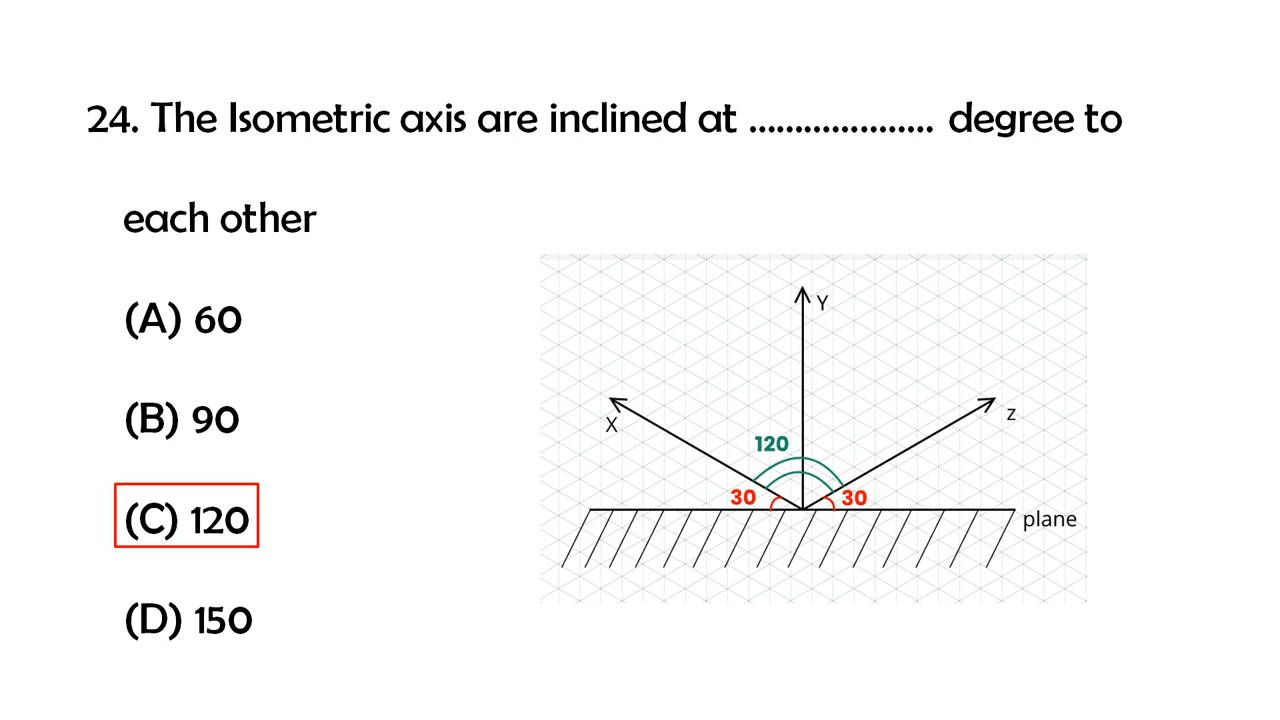 24. The Isometric axis are inclined at .................... degree to
each other
(A) 60
(B) 90
(C) 120
(D) 150
Y
X
z
120
30
30
plane